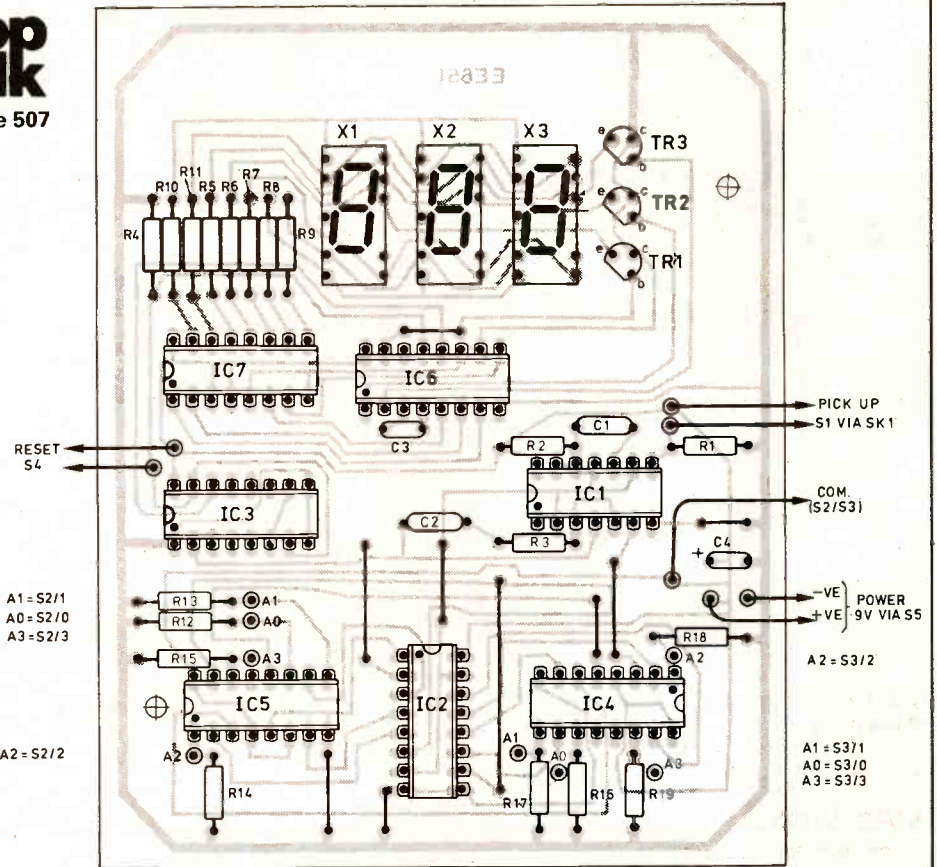 op
ik
e 507
EE651
X1 X2 X3
e c TR3
b
e c TR2
b
e c TR1
b
R11 R7
R10 R5 R6 R8
R4 R9
IC7 IC6
C3
PICK UP
S1 VIA SK1
C1
R2 R1
RESET
S4
IC3 IC1
COM.
(S2/S3)
C2
R3
+ C4
-VE POWER
+VE 9V VIA S5
A1=S2/1
A0=S2/0
A3=S2/3
R13 A1
R12 A0
R15 A3
R18
A2
A2=S3/2
IC5 IC2 IC4
A2=S2/2
A2
R14
A1
A0 A3
R17 R16 R19
A1=S3/1
A0=S3/0
A3=S3/3